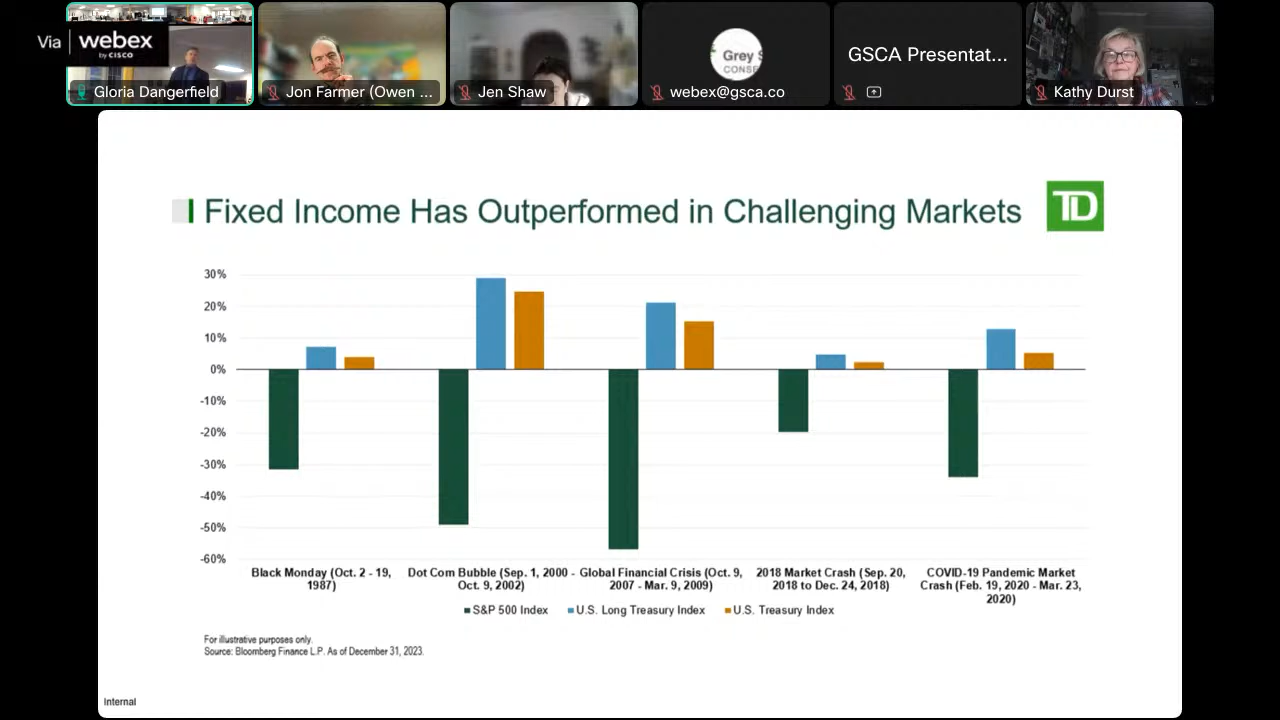 Via webex
by CISCO
Gloria Dangerfield
Jon Farmer (Owen ...
Jen Shaw
Grey S
CONSE
webex@gsca.co
GSCA Presentat...
Kathy Durst
Fixed Income Has Outperformed in Challenging Markets
TD
30%
20%
10%
0%
-10%
-20%
-30%
-40%
-50%
-60%
Black Monday (Oct. 2 - 19,
1987)
Dot Com Bubble (Sep. 1, 2000 -
Oct. 9, 2002)
Global Financial Crisis (Oct. 9,
2007 - Mar. 9, 2009)
2018 Market Crash (Sep. 20,
2018 to Dec. 24, 2018)
COVID-19 Pandemic Market
Crash (Feb. 19, 2020 - Mar. 23,
2020)
S&P 500 Index
U.S. Long Treasury Index
U.S. Treasury Index
For illustrative purposes only.
Source: Bloomberg Finance L.P. As of December 31, 2023.
Internal